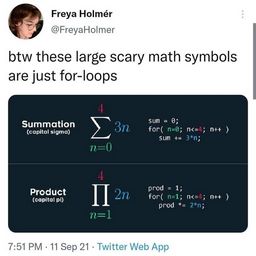 Freya Holmér
@FreyaHolmer
btw these large scary math symbols
are just for-loops
Summation
(capital sigma)
4
∑ 3n
n=0
sum = 0;
for( n=0; n<=4; n++ )
sum += 3*n;
Product
(capital pi)
4
∏ 2n
n=1
prod = 1;
for( n=1; n<=4; n++ )
prod *= 2*n;
7:51 PM · 11 Sep 21 · Twitter Web App